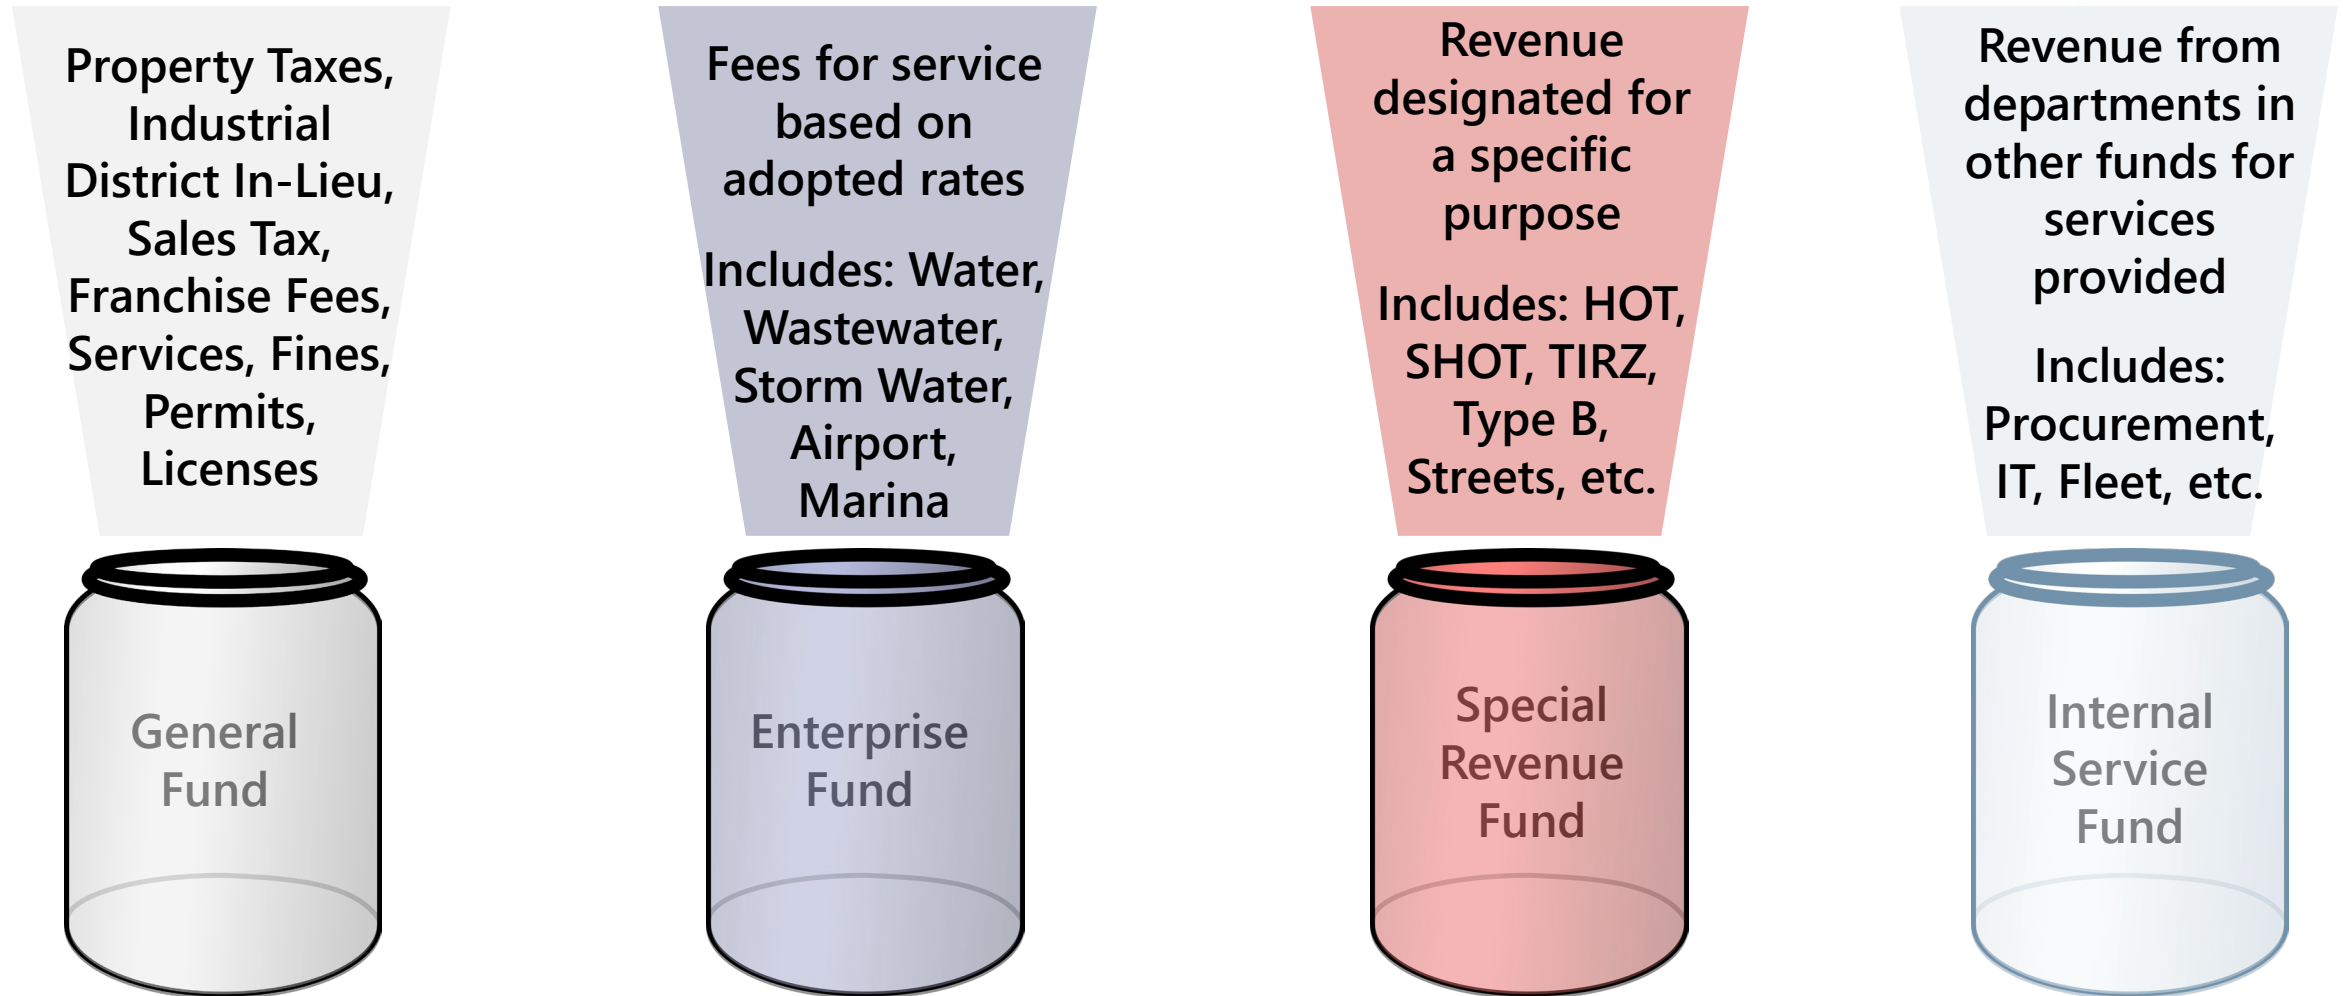 Property Taxes,
Industrial
District In-Lieu,
Sales Tax,
Franchise Fees,
Services, Fines,
Permits,
Licenses
General
Fund
Fees for service
based on
adopted rates
Includes: Water,
Wastewater,
Storm Water,
Airport,
Marina
Enterprise
Fund
Revenue
designated for
a specific
purpose
Includes: HOT,
SHOT, TIRZ,
Type B,
Streets, etc.
Special
Revenue
Fund
Revenue from
departments in
other funds for
services
provided
Includes:
Procurement,
IT, Fleet, etc.
Internal
Service
Fund